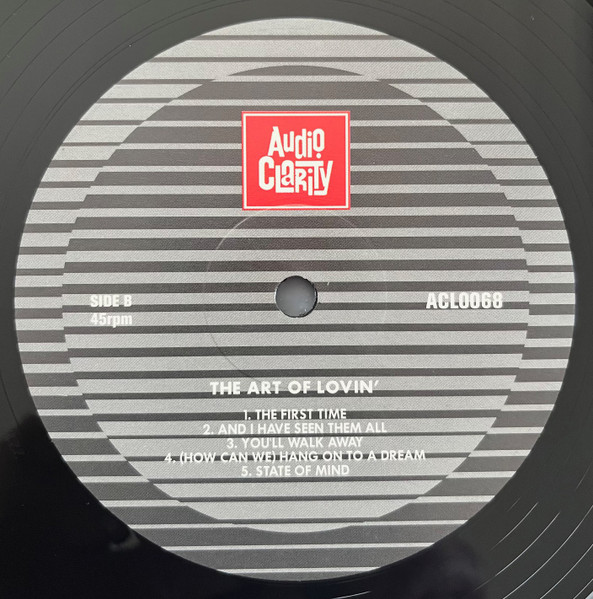 Audio
Clarity
SIDE B
45rpm
ACL0068
THE ART OF LOVIN'
1. THE FIRST TIME
2. AND I HAVE SEEN THEM ALL
3. YOU'LL WALK AWAY
4. (HOW CAN WE) HANG ON TO A DREAM
5. STATE OF MIND